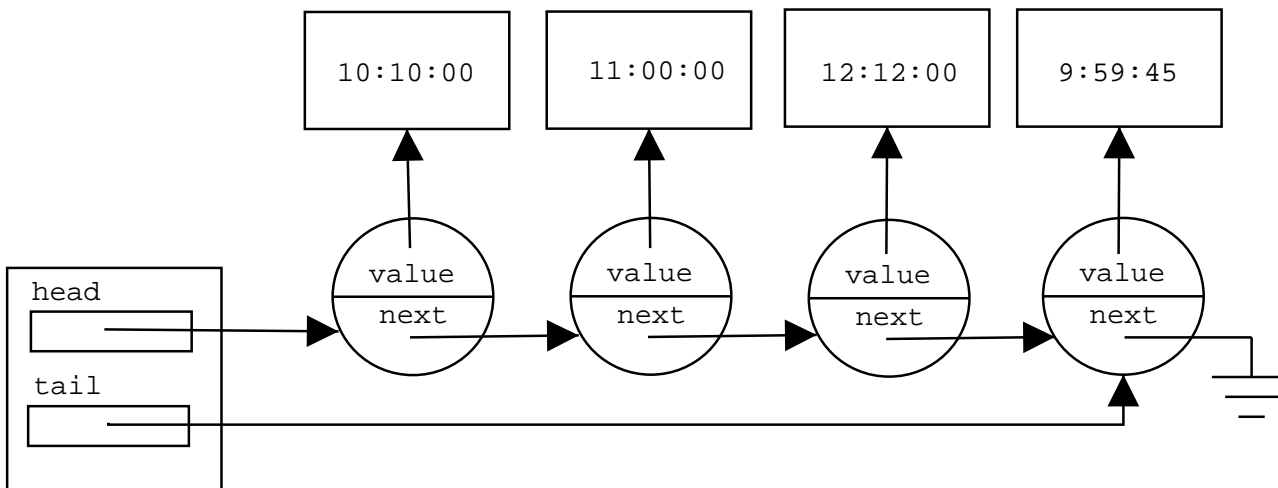 10:10:00 11:00:00 12:12:00 9:59:45
value value value value
head next next next next
tail